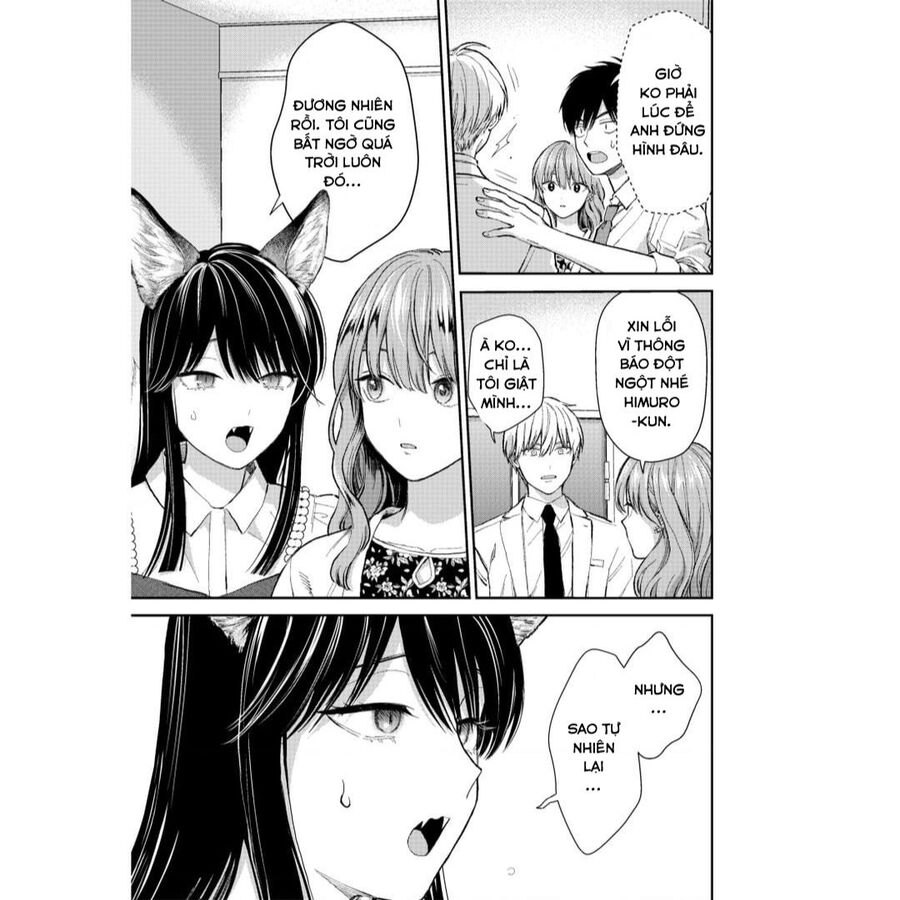 GIỜ
KO PHẢI
LÚC ĐỂ
ANH ĐỨNG
HÌNH ĐÂU.
XIN LỖI
VÌ THÔNG
BÁO ĐỘT
NGỘT NHÉ
HIMURO
-KUN.
À KO...
CHỈ LÀ
TÔI GIẬT
MÌNH...
ĐƯƠNG NHIÊN
RỒI. TÔI CŨNG
BẤT NGỜ QUÁ
TRỜI LUÔN
ĐÓ...
NHƯNG
...
SAO TỰ
NHIÊN
LẠI
...